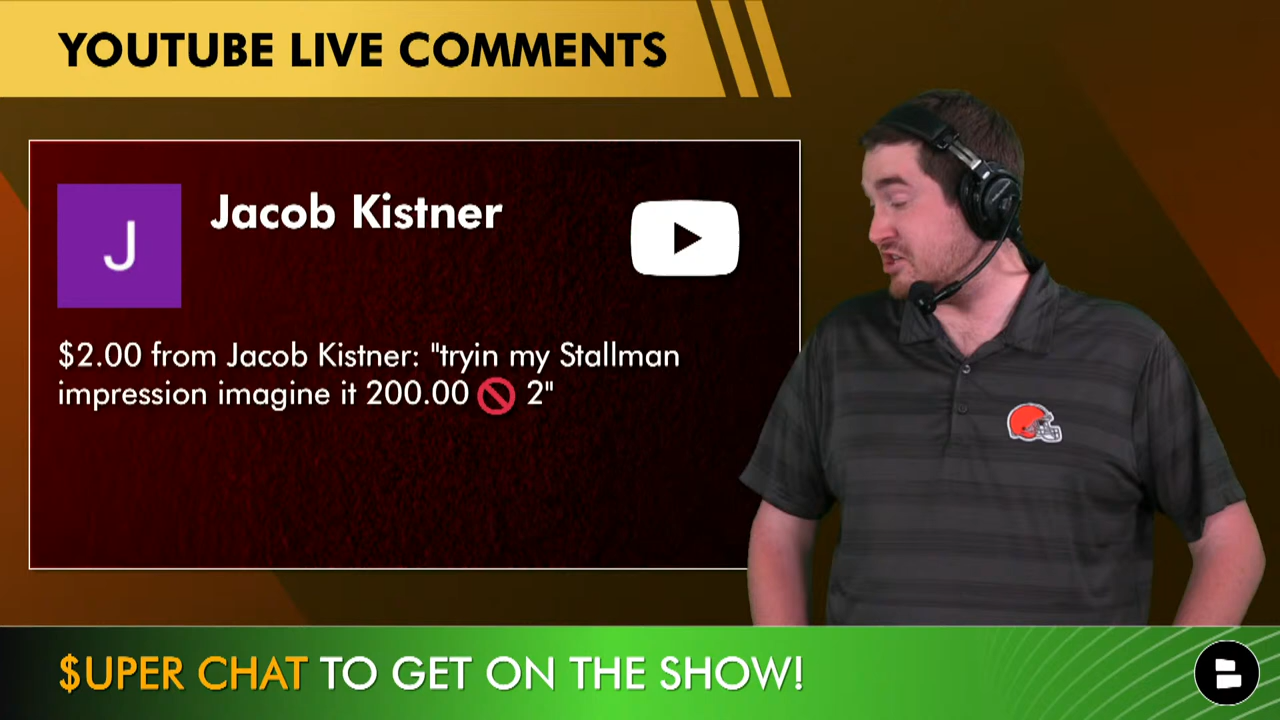 YOUTUBE LIVE COMMENTS
J
Jacob Kistner
$2.00 from Jacob Kistner: "tryin my Stallman
impression imagine it 200.00 🚫 2"
$UPER CHAT TO GET ON THE SHOW!